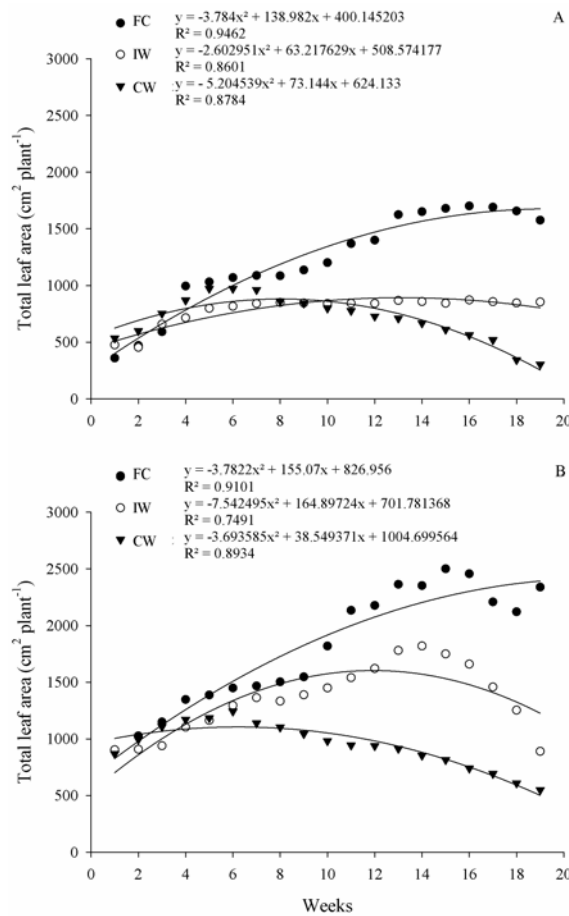 A
FC y = -3.784x² + 138.982x + 400.145203
R² = 0.9462
IW y = -2.602951x² + 63.217629x + 508.574177
R² = 0.8601
CW : y = - 5.204539x² + 73.144x + 624.133
R² = 0.8784
Total leaf area (cm² plant⁻¹)
3000
2500
2000
1500
1000
500
0
0 2 4 6 8 10 12 14 16 18 20
B
FC y = -3.7822x² + 155.07x + 826.956
R² = 0.9101
IW y = -7.542495x² + 164.89724x + 701.781368
R² = 0.7491
CW : y = -3.693585x² + 38.549371x + 1004.699564
R² = 0.8934
Total leaf area (cm² plant⁻¹)
3000
2500
2000
1500
1000
500
0
0 2 4 6 8 10 12 14 16 18 20
Weeks